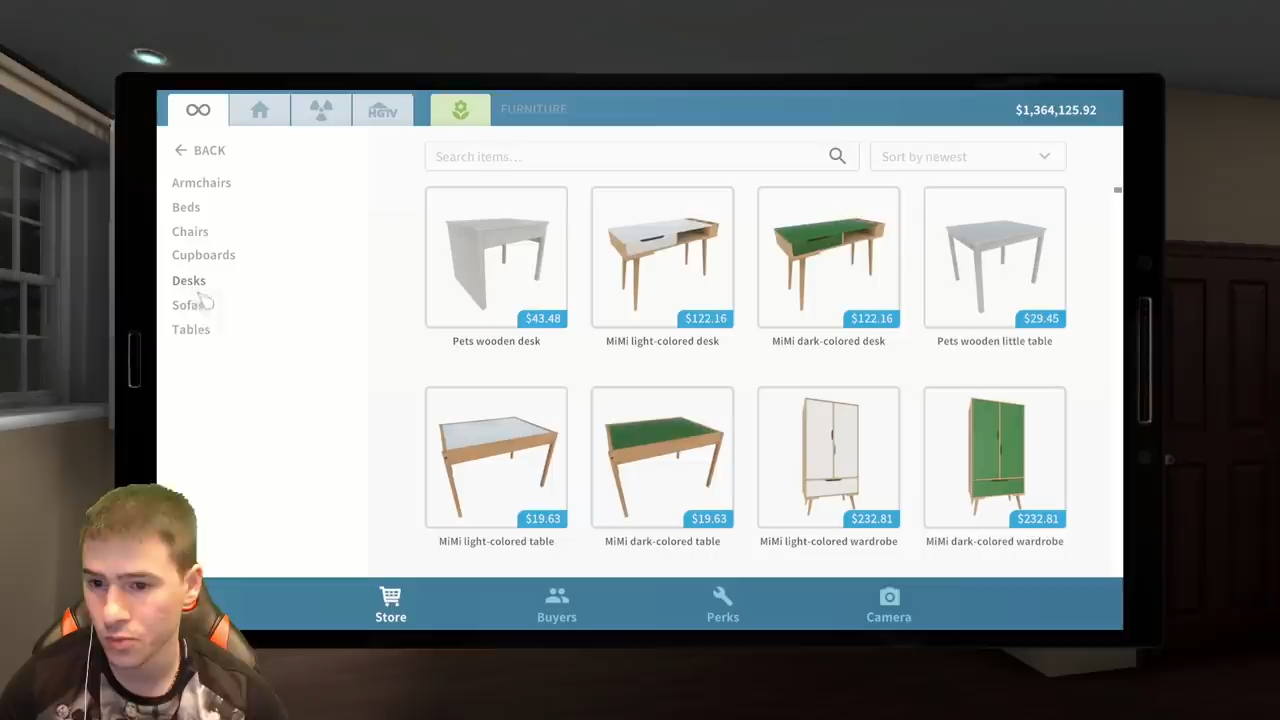 HGTV
FURNITURE
$1,364,125.92
BACK
Search items...
Sort by newest
Armchairs
Beds
Chairs
Cupboards
Desks
Sofas
Tables
$43.48
$122.16
$122.16
$29.45
Pets wooden desk
MiMi light-colored desk
MiMi dark-colored desk
Pets wooden little table
$19.63
$19.63
$232.81
$232.81
MiMi light-colored table
MiMi dark-colored table
MiMi light-colored wardrobe
MiMi dark-colored wardrobe
Store
Buyers
Perks
Camera